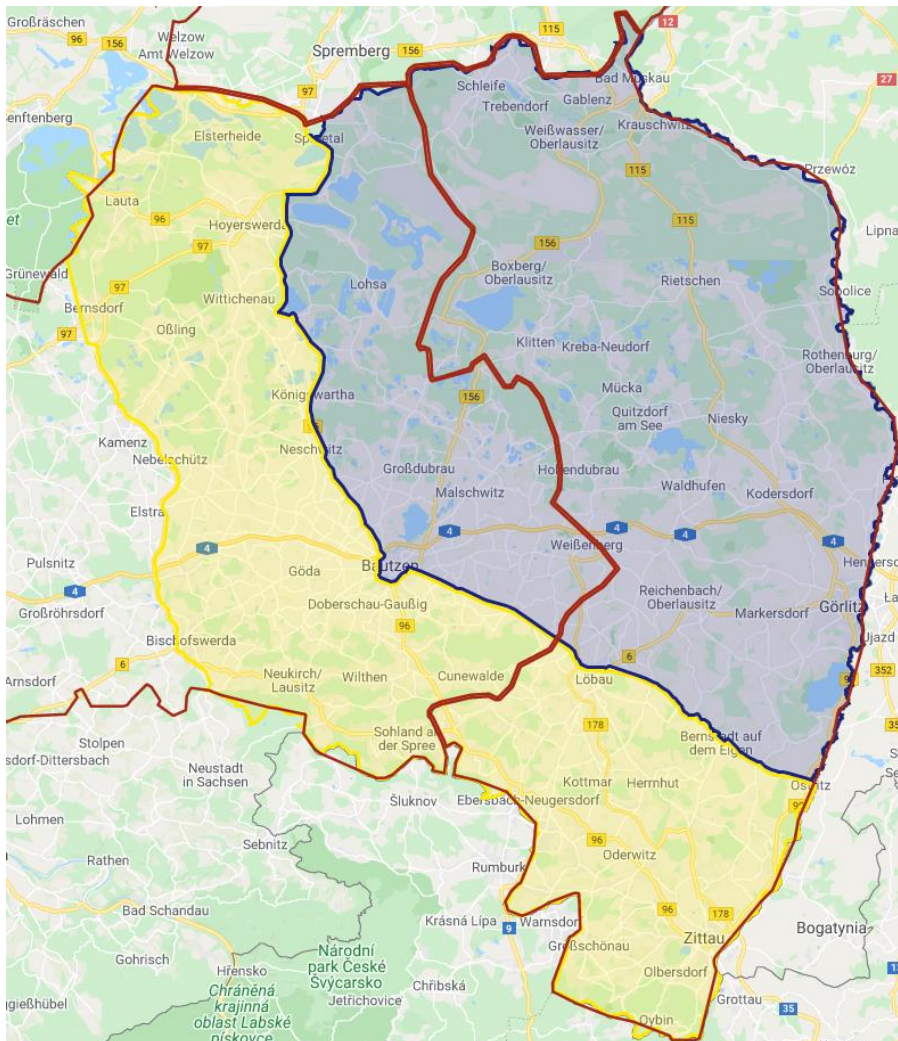 Großräschen
Welzow
Amt Welzow
Spremberg
96
156
115
156
12
97
97
Schleife
Bad Muskau
Trebendorf
Gablenz
27
Senftenberg
Elsterheide
Weißwasser/
Oberlausitz
Krauschwitz
115
Przewóz
Lauta
96
Hoyerswerda
97
115
Lipna
156
Grünewald
97
Boxberg/
Oberlausitz
Rietschen
Lohsa
Sobolice
Bernsdorf
Wittichenau
97
Oßling
Klitten
Kreba-Neudorf
Rothenburg/
Oberlausitz
Königswartha
156
Mücka
Quitzdorf
am See
Niesky
Kamenz
Neschwitz
Nebelschütz
Großdubrau
Hohendubrau
Malschwitz
Waldhufen
Kodersdorf
Elstra
4
4
4
4
4
Pulsnitz
Weißenberg
Bautzen
Göda
4
Großröhrsdorf
Doberschau-Gaußig
Reichenbach/
Oberlausitz
Markersdorf
Görlitz
96
Bischofswerda
Ujazd
6
6
352
Arnsdorf
Neukirch/
Lausitz
Wilthen
Cunewalde
Löbau
Stolpen
Sohland an
der Spree
178
Bernstadt auf
dem Eigen
Neustadt
in Sachsen
Kottmar
Herrnhut
Ostritz
Šluknov
Ebersbach-Neugersdorf
Lohmen
Sebnitz
96
Oderwitz
Rathen
Rumburk
Bad Schandau
Krásná Lípa
Varnsdorf
9
96
178
Zittau
Bogatynia
Großschönau
Gohrisch
Národní
park České
Švýcarsko
Olbersdorf
Hřensko
Chřibská
Jetřichovice
Grottau
35
Chráněná
krajinná
oblast Labské
pískovce
Oybin